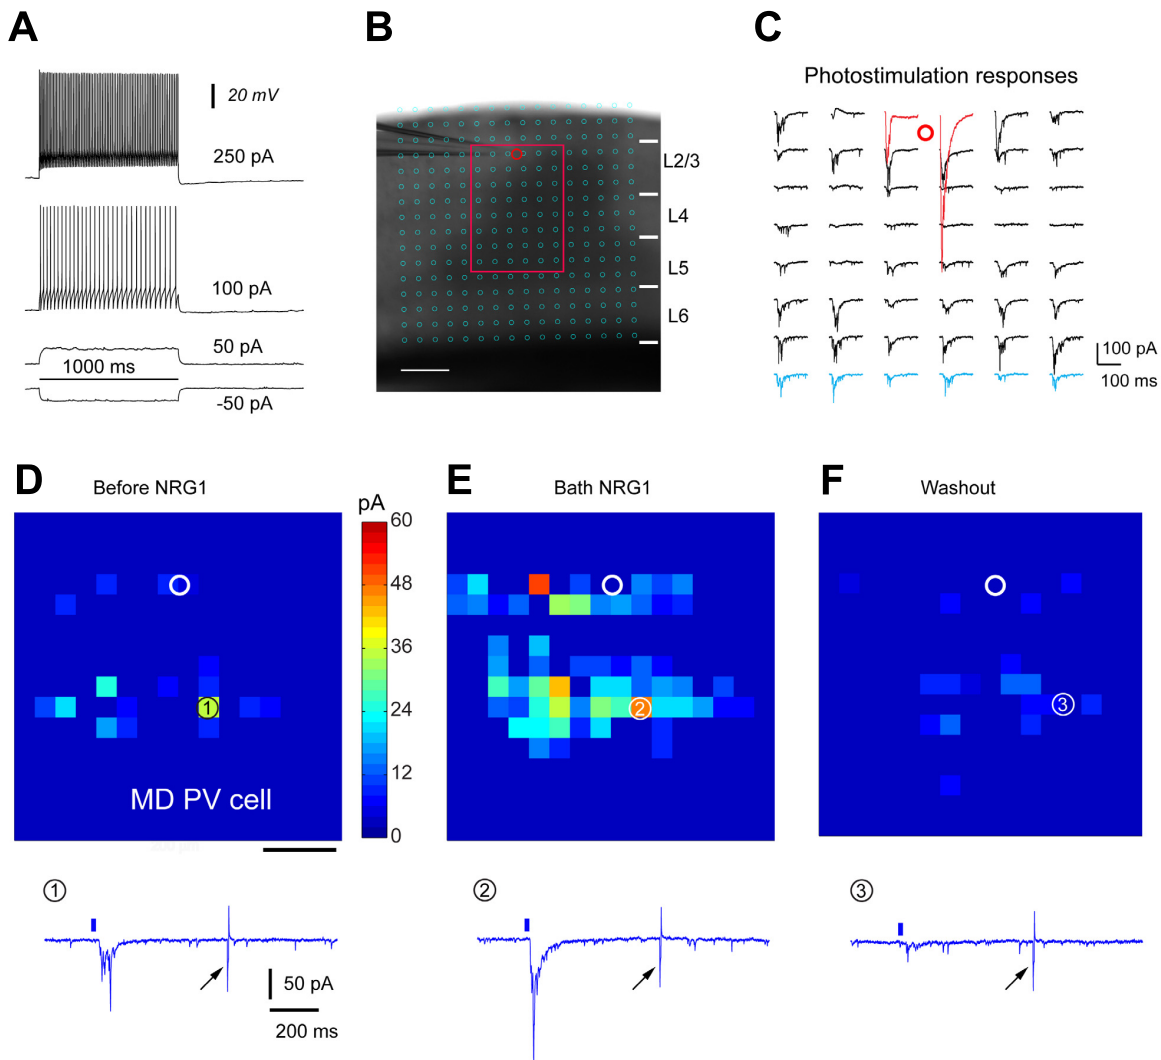 A
20 mV
250 pA
100 pA
50 pA
1000 ms
-50 pA
B
L2/3
L4
L5
L6
C
Photostimulation responses
100 pA
100 ms
D
Before NRG1
pA
60
48
36
24
12
0
1
MD PV cell
E
Bath NRG1
2
F
Washout
3
①
50 pA
200 ms
②
③